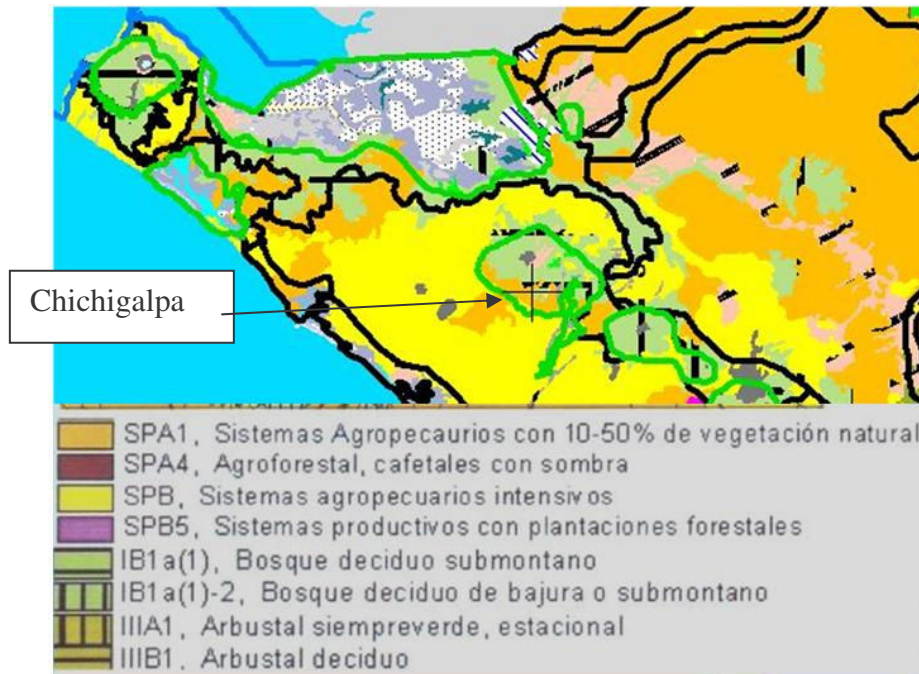 Chichigalpa
SPA1, Sistemas Agropecaurios con 10-50% de vegetación natural
SPA4, Agroforestal, cafetales con sombra
SPB, Sistemas agropecuarios intensivos
SPB5, Sistemas productivos con plantaciones forestales
IB1a(1), Bosque deciduo submontano
IB1a(1)-2, Bosque deciduo de bajura o submontano
IIIA1, Arbustal siempreverde, estacional
IIIB1, Arbustal deciduo